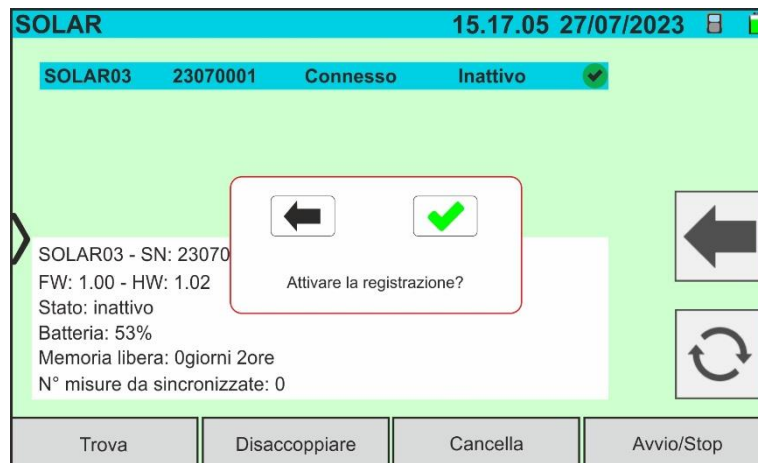 SOLAR 15.17.05 27/07/2023
SOLAR03 23070001 Connesso Inattivo
Attivare la registrazione?
SOLAR03 - SN: 23070
FW: 1.00 - HW: 1.02
Stato: inattivo
Batteria: 53%
Memoria libera: 0giorni 2ore
N° misure da sincronizzate: 0
Trova Disaccoppiare Cancella Avvio/Stop